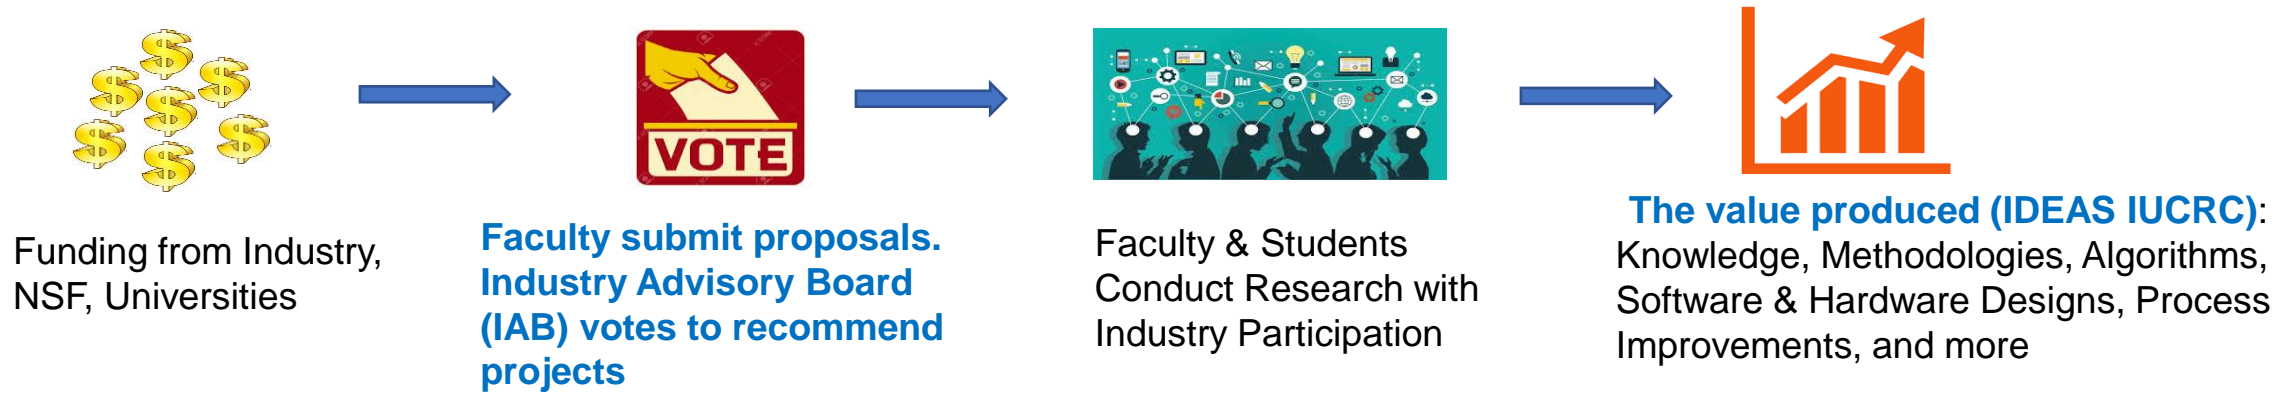 VOTE
Funding from Industry,
NSF, Universities
Faculty submit proposals.
Industry Advisory Board
(IAB) votes to recommend
projects
Faculty & Students
Conduct Research with
Industry Participation
The value produced (IDEAS IUCRC):
Knowledge, Methodologies, Algorithms,
Software & Hardware Designs, Process
Improvements, and more